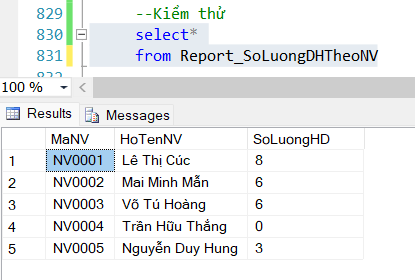 829 --Kiểm thử
830 select*
831 from Report_SoLuongDHTheoNV
100 %
Results Messages
MaNV HoTenNV SoLuongHD
1 NV0001 Lê Thị Cúc 8
2 NV0002 Mai Minh Mẫn 6
3 NV0003 Võ Tú Hoàng 6
4 NV0004 Trần Hữu Thắng 0
5 NV0005 Nguyễn Duy Hung 3